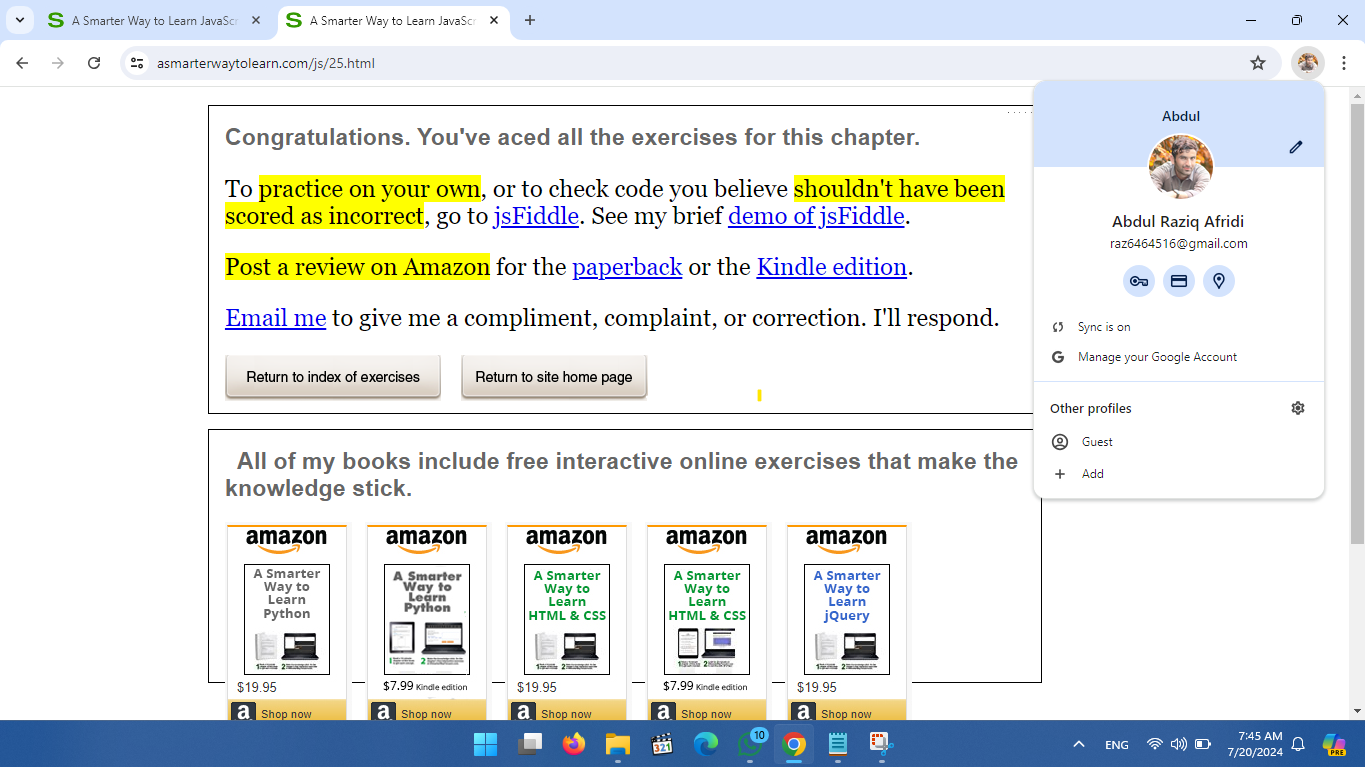 A Smarter Way to Learn JavaScr
A Smarter Way to Learn JavaScr
asmarterwaytolearn.com/js/25.html
Congratulations. You've aced all the exercises for this chapter.
To practice on your own, or to check code you believe shouldn't have been
scored as incorrect, go to jsFiddle. See my brief demo of jsFiddle.
Post a review on Amazon for the paperback or the Kindle edition.
Email me to give me a compliment, complaint, or correction. I'll respond.
Return to index of exercises
Return to site home page
Abdul
Abdul Raziq Afridi
raz6464516@gmail.com
Sync is on
Manage your Google Account
Other profiles
Guest
Add
All of my books include free interactive online exercises that make the
knowledge stick.
amazon
A Smarter
Way to
Learn
Python
$19.95
Shop now
amazon
A Smarter
Way to
Learn
Python
$7.99 Kindle edition
Shop now
amazon
A Smarter
Way to
Learn
HTML & CSS
$19.95
Shop now
amazon
A Smarter
Way to
Learn
HTML & CSS
$7.99 Kindle edition
Shop now
amazon
A Smarter
Way to
Learn
jQuery
$19.95
Shop now
321
10
ENG
7:45 AM
7/20/2024
PRE